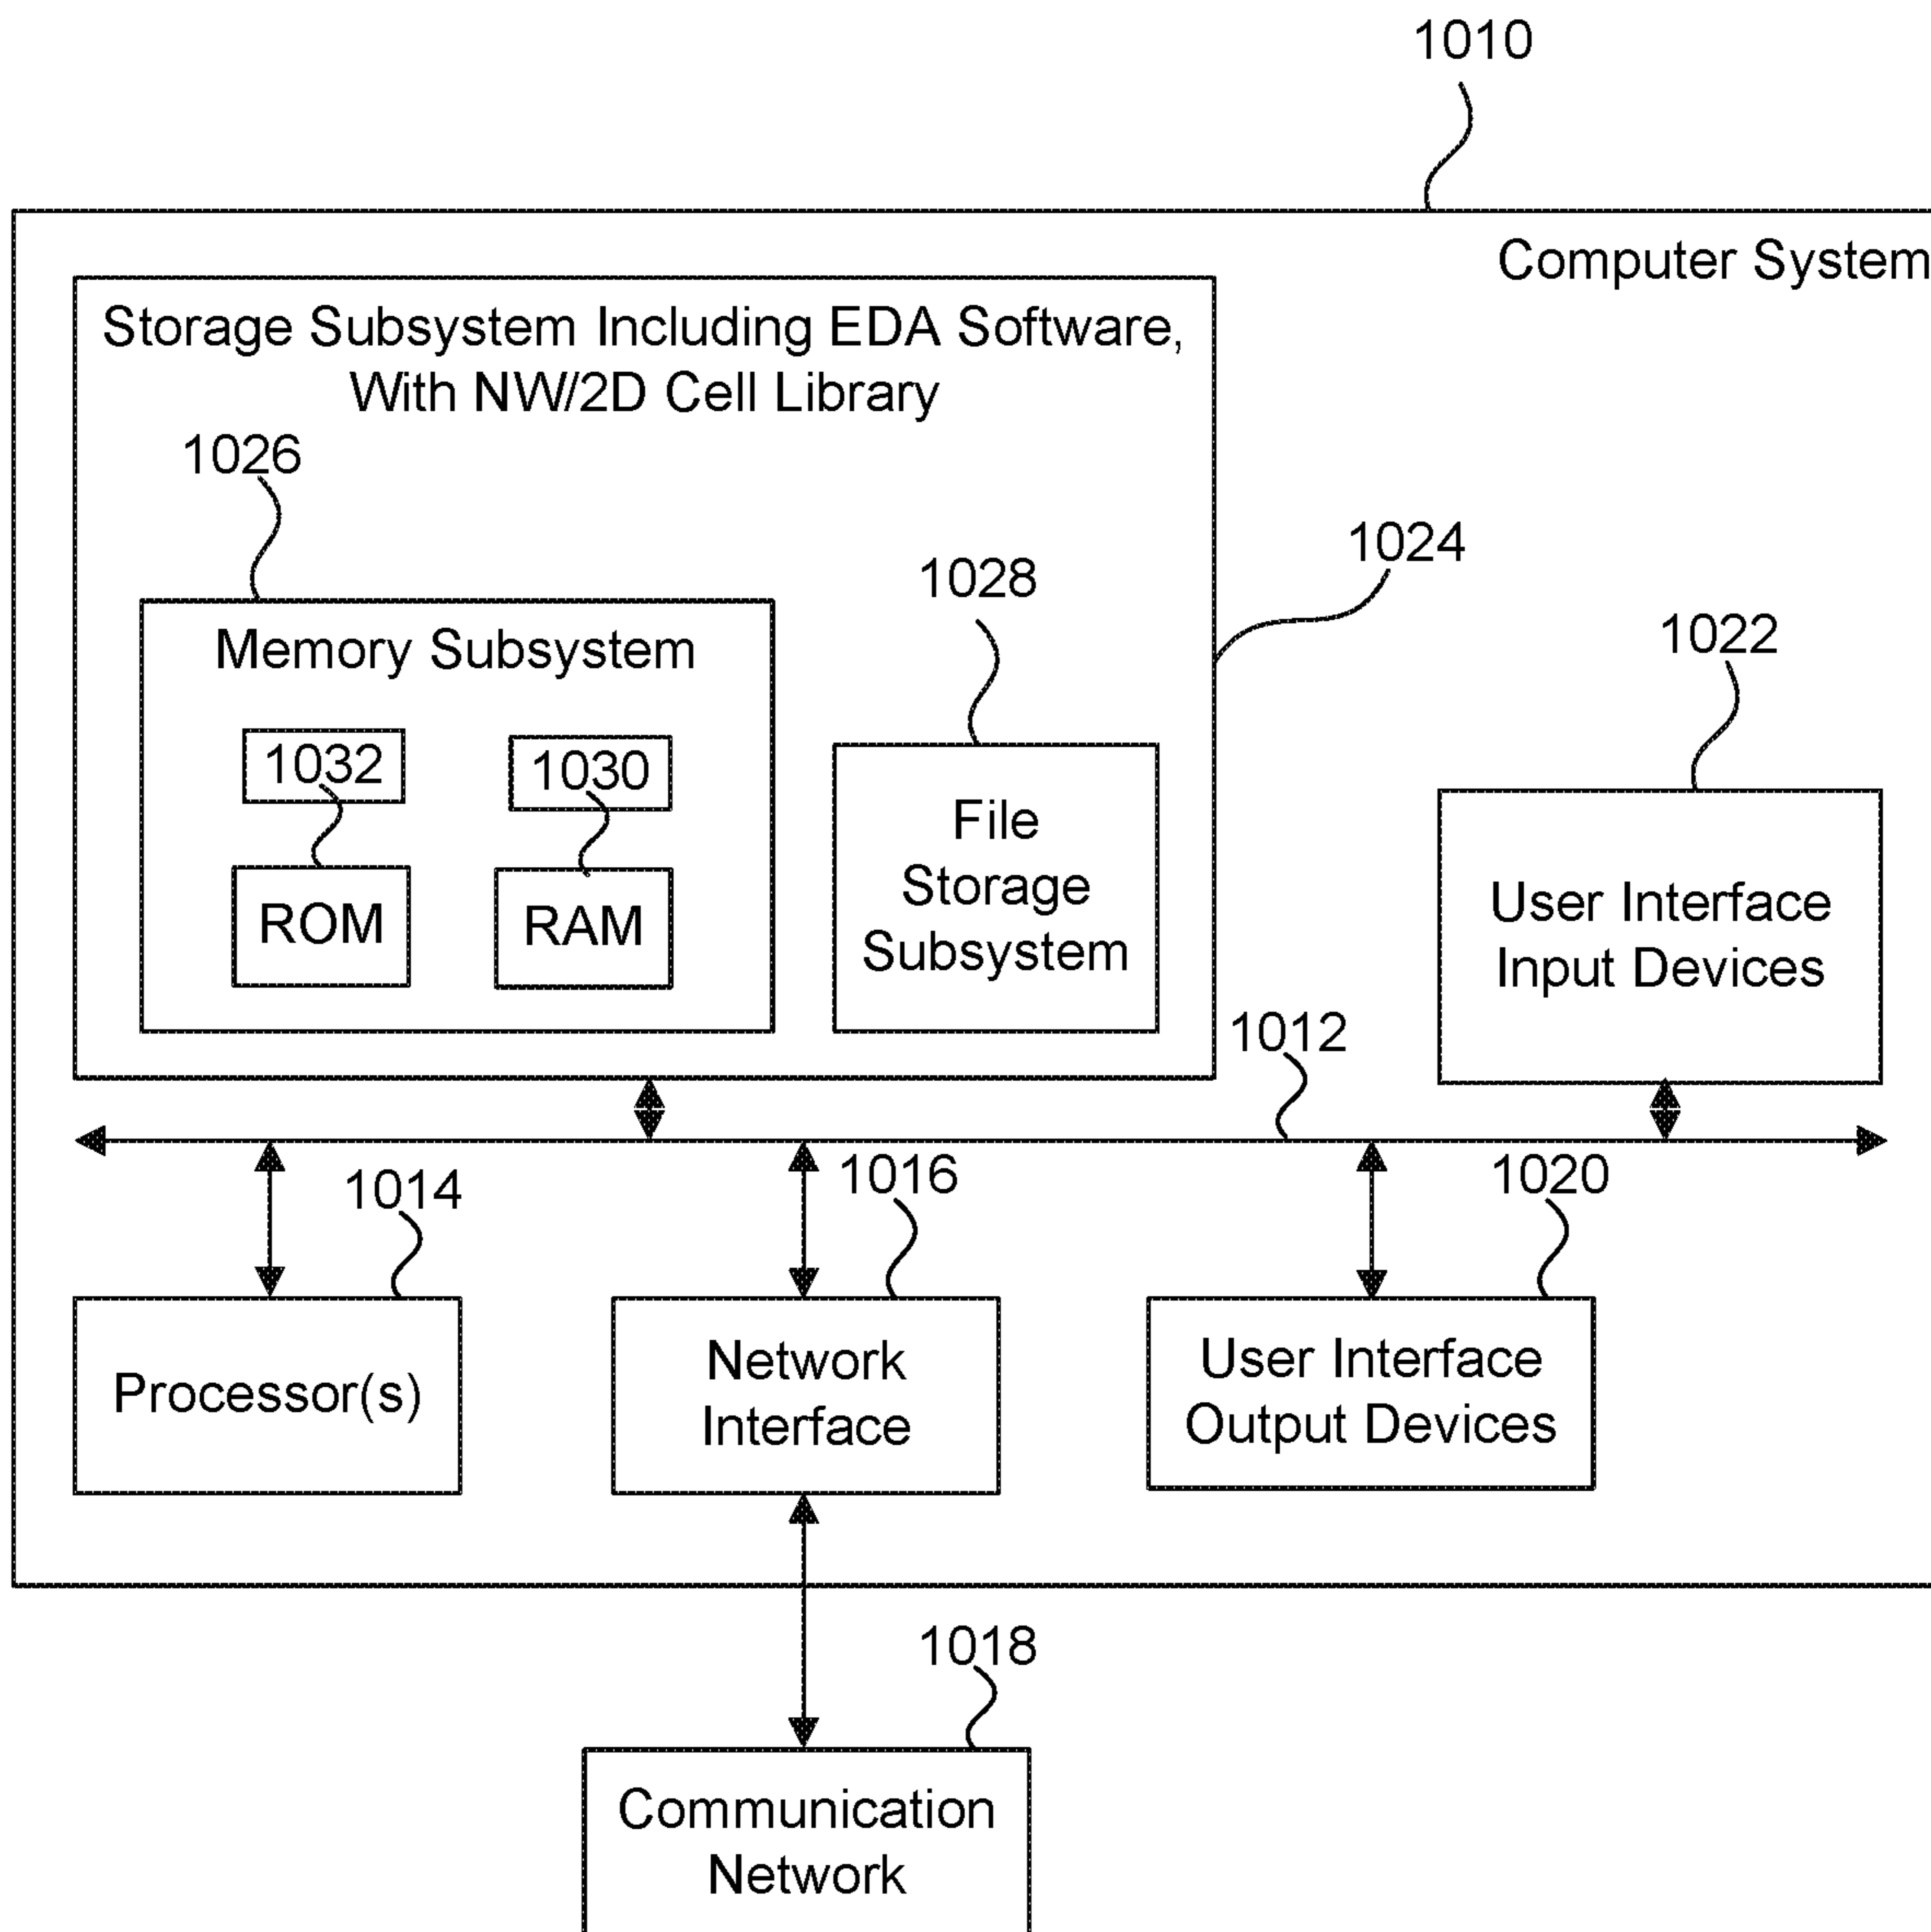 1010
Computer System
Storage Subsystem Including EDA Software,
With NW/2D Cell Library
1026
1024
1028
1022
Memory Subsystem
1032
1030
File
Storage
Subsystem
ROM
RAM
User Interface
Input Devices
1012
1014
1016
1020
Processor(s)
Network
Interface
User Interface
Output Devices
1018
Communication
Network